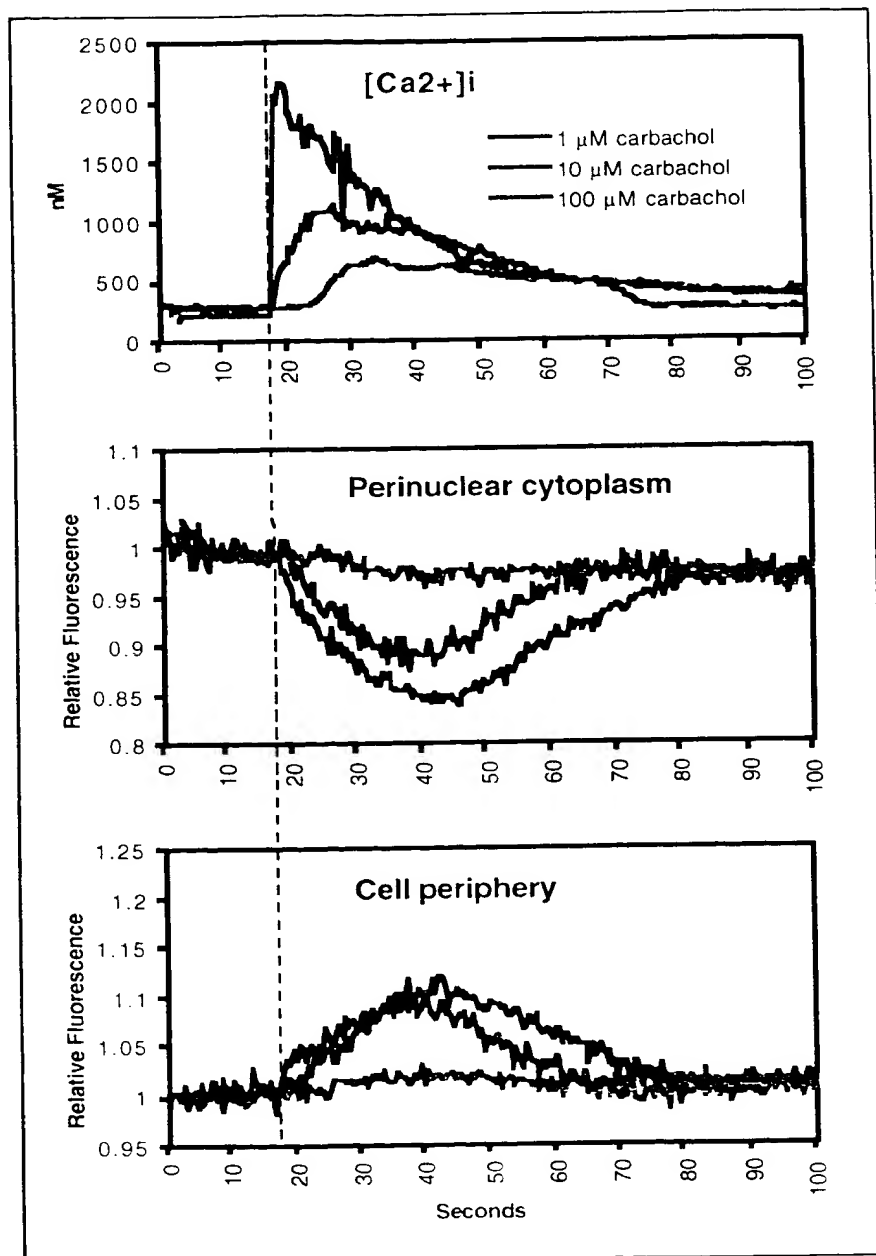 [Ca2+]i
2500
2000
1500
1000
500
0
nM
1 µM carbachol
10 µM carbachol
100 µM carbachol
0 10 20 30 40 50 60 70 80 90 100
Perinuclear cytoplasm
1.1
1.05
1
0.95
0.9
0.85
0.8
Relative Fluorescence
0 10 20 30 40 50 60 70 80 90 100
Cell periphery
1.25
1.2
1.15
1.1
1.05
1
0.95
Relative Fluorescence
0 10 20 30 40 50 60 70 80 90 100
Seconds